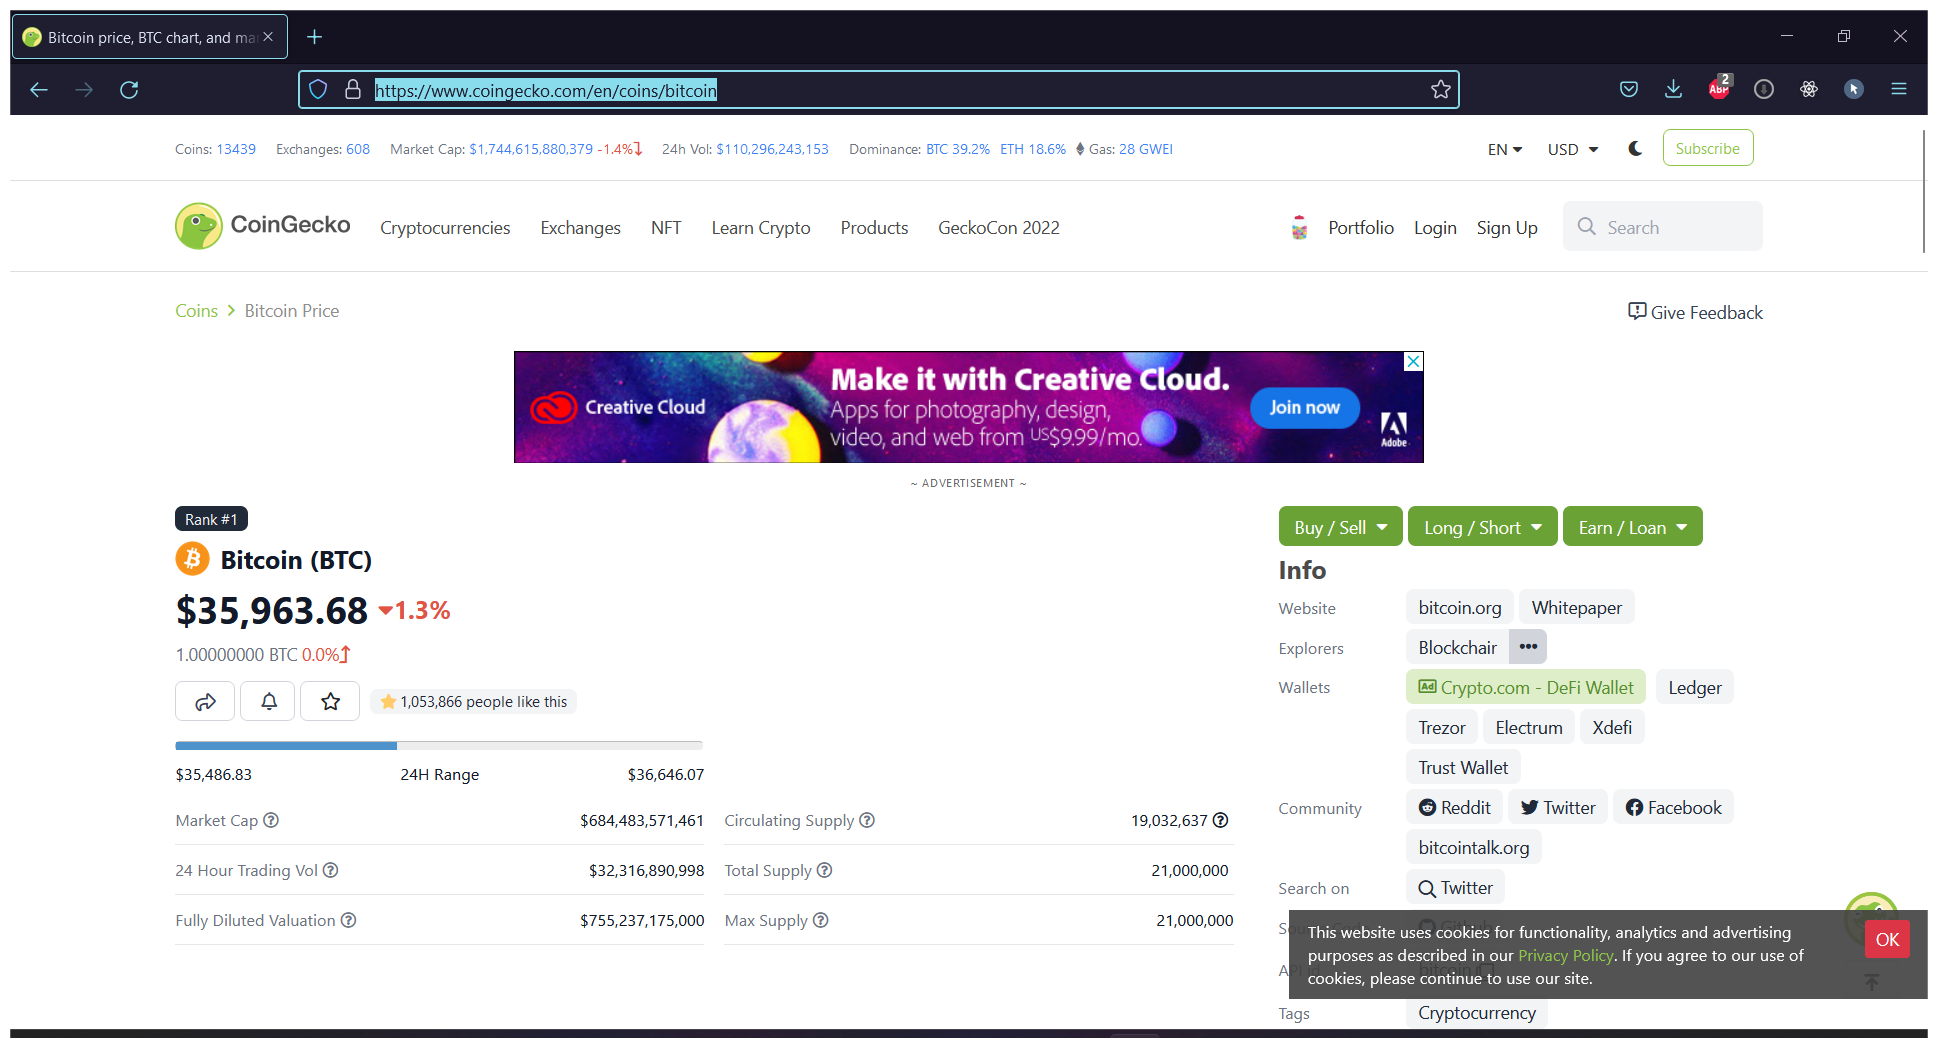 Bitcoin price, BTC chart, and ma
https://www.coingecko.com/en/coins/bitcoin
ABP
2
Coins: 13439 Exchanges: 608 Market Cap: $1,744,615,880,379 -1.4% 24h Vol: $110,296,243,153 Dominance: BTC 39.2% ETH 18.6% Gas: 28 GWEI
EN USD Subscribe
CoinGecko Cryptocurrencies Exchanges NFT Learn Crypto Products GeckoCon 2022
Portfolio Login Sign Up Search
Coins > Bitcoin Price
Give Feedback
Creative Cloud
Make it with Creative Cloud.
Apps for photography, design,
video, and web from US$9.99/mo.
Join now
Adobe
~ ADVERTISEMENT ~
Rank #1
Bitcoin (BTC)
$35,963.68 1.3%
1.00000000 BTC 0.0%
1,053,866 people like this
$35,486.83 24H Range $36,646.07
Market Cap $684,483,571,461
24 Hour Trading Vol $32,316,890,998
Fully Diluted Valuation $755,237,175,000
Circulating Supply 19,032,637
Total Supply 21,000,000
Max Supply 21,000,000
Buy / Sell Long / Short Earn / Loan
Info
Website bitcoin.org Whitepaper
Explorers Blockchair •••
Wallets Ad Crypto.com - DeFi Wallet Ledger
Trezor Electrum Xdefi
Trust Wallet
Community Reddit Twitter Facebook
bitcointalk.org
Search on Twitter
API id bitcoin
Tags Cryptocurrency
This website uses cookies for functionality, analytics and advertising
purposes as described in our Privacy Policy. If you agree to our use of
cookies, please continue to use our site.
OK